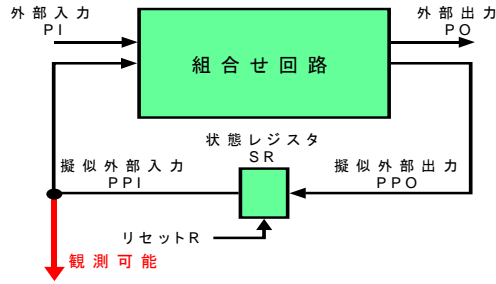 外部入力
PI
外部出力
PO
組合せ回路
状態レジスタ
SR
擬似外部入力
PPI
擬似外部出力
PPO
リセットR
観測可能